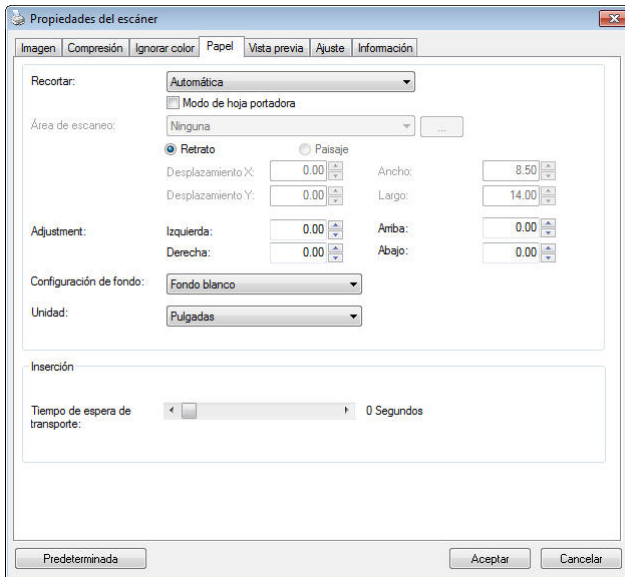 Propiedades del escáner
Imagen Compresión Ignorar color Papel Vista previa Ajuste Información
Recortar: Automática
Modo de hoja portadora
Área de escaneo: Ninguna ...
Retrato Paisaje
Desplazamiento X: 0.00 Ancho: 8.50
Desplazamiento Y: 0.00 Largo: 14.00
Adjustment: Izquierda: 0.00 Arriba: 0.00
Derecha: 0.00 Abajo: 0.00
Configuración de fondo: Fondo blanco
Unidad: Pulgadas
Inserción
Tiempo de espera de 0 Segundos
transporte:
Predeterminada Aceptar Cancelar